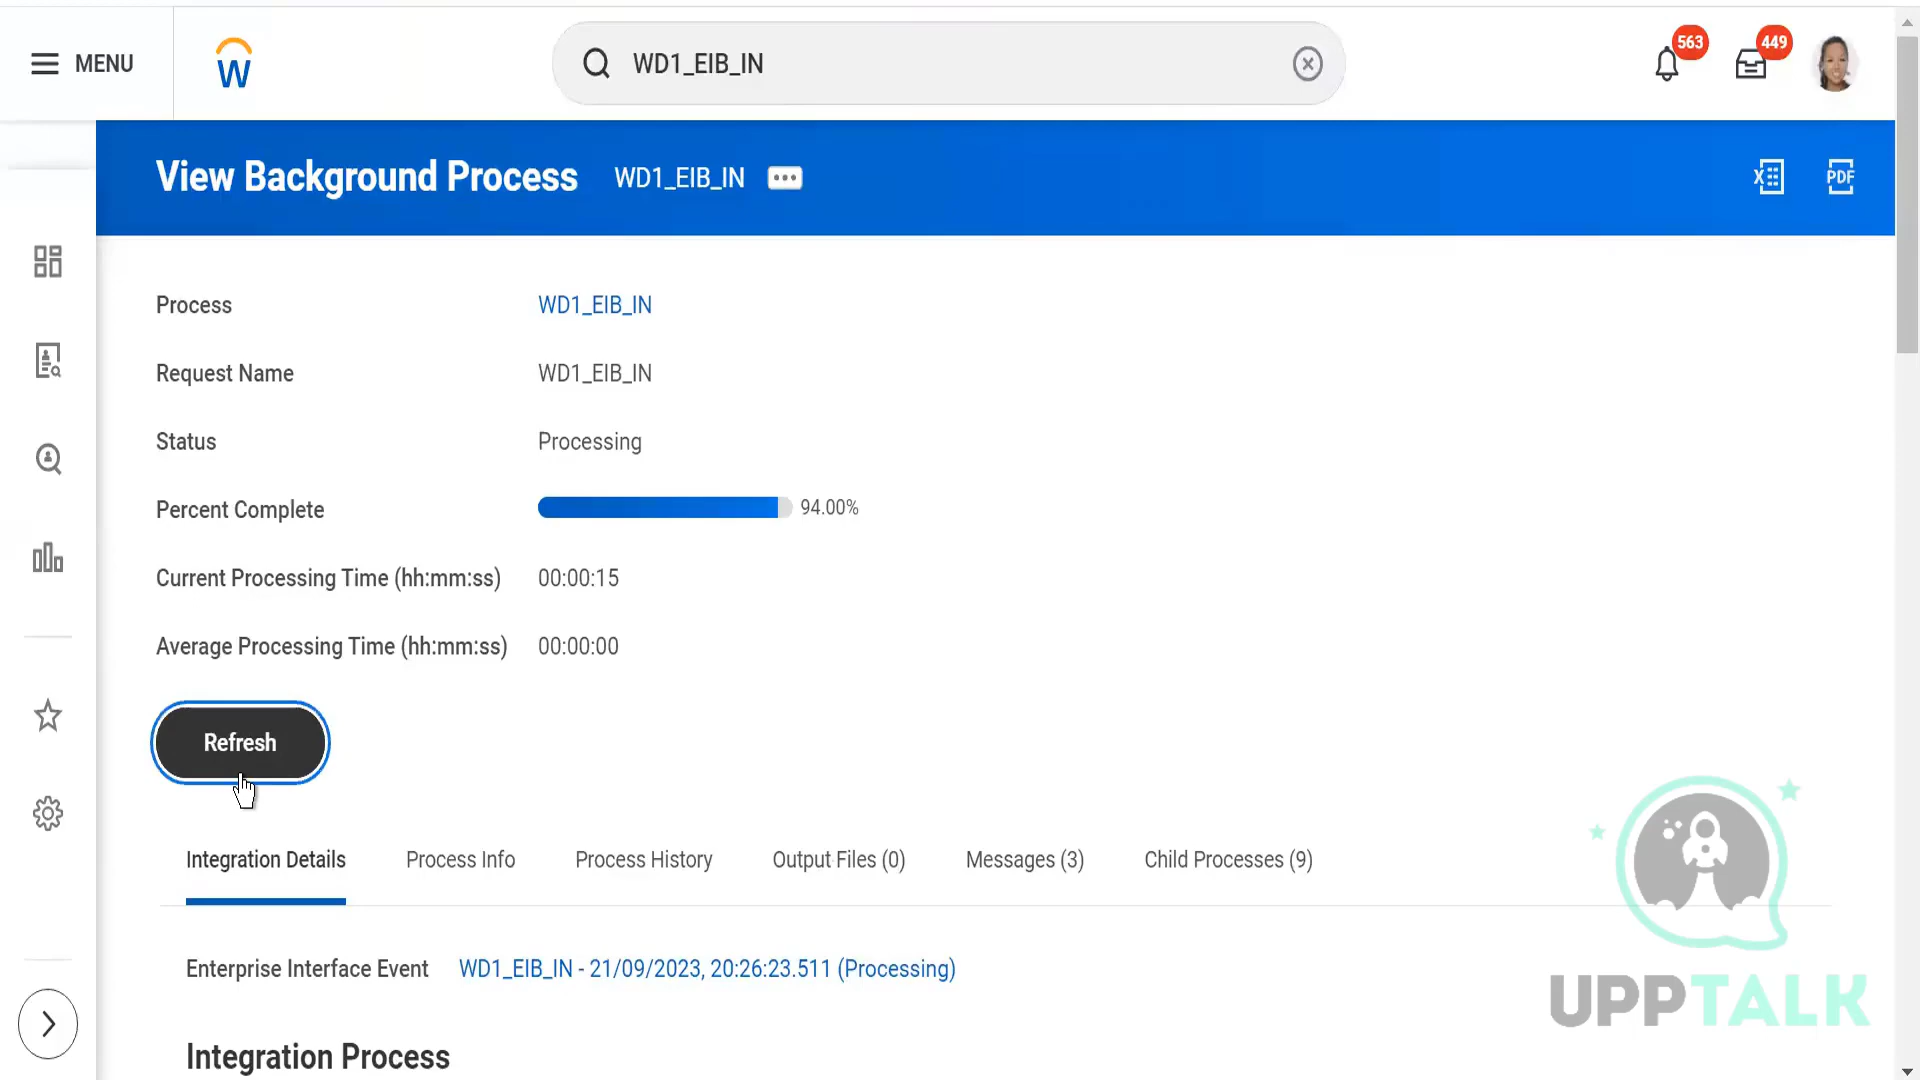 MENU
W
WD1_EIB_IN
563
449
View Background Process WD1_EIB_IN
X
PDF
Process WD1_EIB_IN
Request Name WD1_EIB_IN
Status Processing
Percent Complete 94.00%
Current Processing Time (hh:mm:ss) 00:00:15
Average Processing Time (hh:mm:ss) 00:00:00
Refresh
Integration Details Process Info Process History Output Files (0) Messages (3) Child Processes (9)
Enterprise Interface Event WD1_EIB_IN - 21/09/2023, 20:26:23.511 (Processing)
UPPTALK
Integration Process